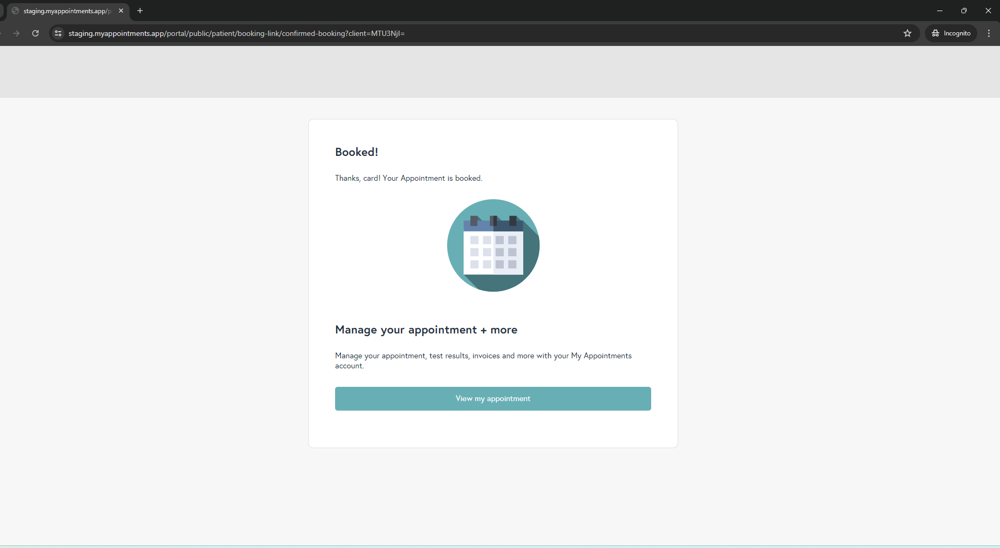 staging.myappointments.app/p
staging.myappointments.app/portal/public/patient/booking-link/confirmed-booking?client=MTU3NjI=
Incognito
Booked!
Thanks, card! Your Appointment is booked.
Manage your appointment + more
Manage your appointment, test results, invoices and more with your My Appointments
account.
View my appointment